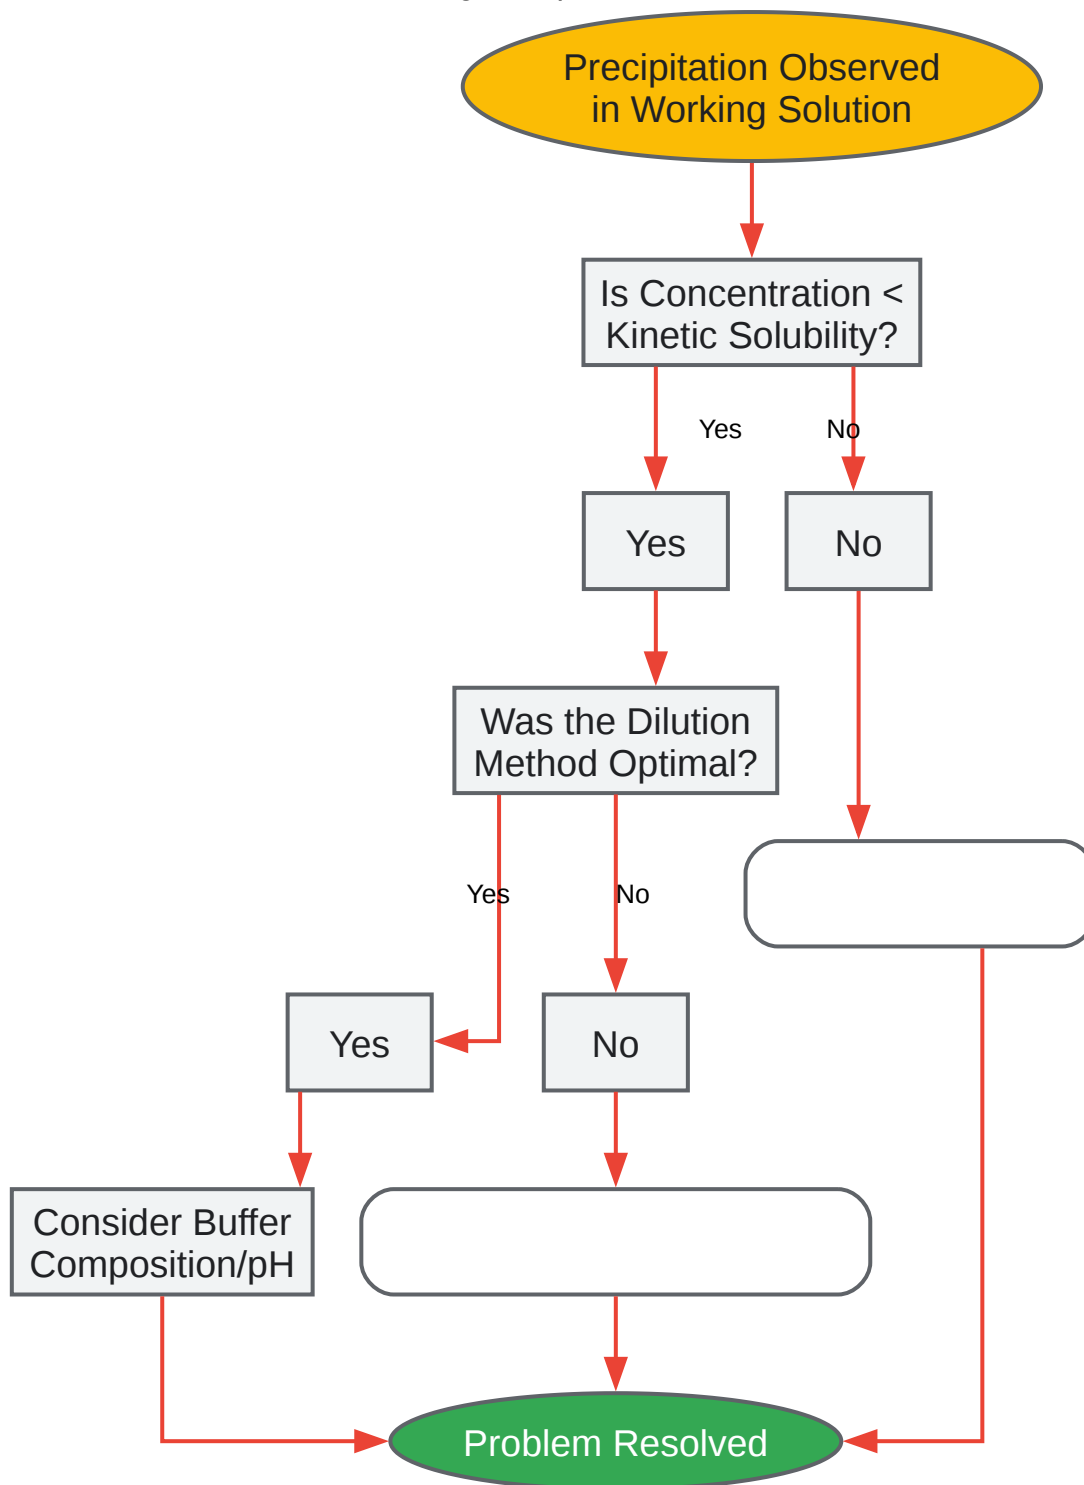 Precipitation Observed
in Working Solution
Is Concentration <
Kinetic Solubility?
Yes
No
Yes
No
Was the Dilution
Method Optimal?
Yes
No
Yes
No
Consider Buffer
Composition/pH
Problem Resolved